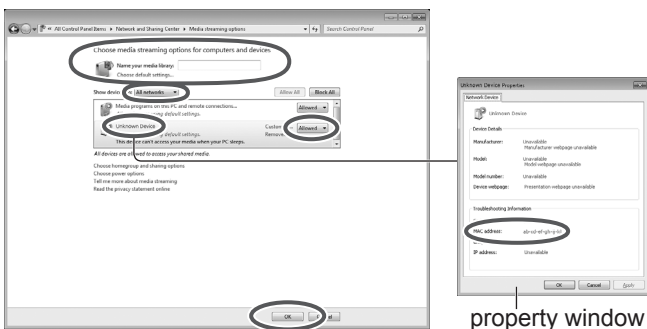 « All Control Panel Items ▸ Network and Sharing Center ▸ Media streaming options
Search Control Panel
Choose media streaming options for computers and devices
Name your media library:
Choose default settings...
Show devices All networks
Allow All Block All
Media programs on this PC and remote connections...
Allowed
default settings.
Unknown Device
Custom
Allowed
default settings.
Remove
This device can't access your media when your PC sleeps.
All devices are allowed to access your shared media.
Choose homegroup and sharing options
Choose power options
Tell me more about media streaming
Read the privacy statement online
OK
Unknown Device Properties
Network Device
Unknown Device
Device Details
Manufacturer: Unavailable
Manufacturer webpage unavailable
Model: Unavailable
Model webpage unavailable
Model number: Unavailable
Device webpage: Presentation webpage unavailable
Troubleshooting Information
MAC address:
IP address: Unavailable
OK Cancel Apply
property window